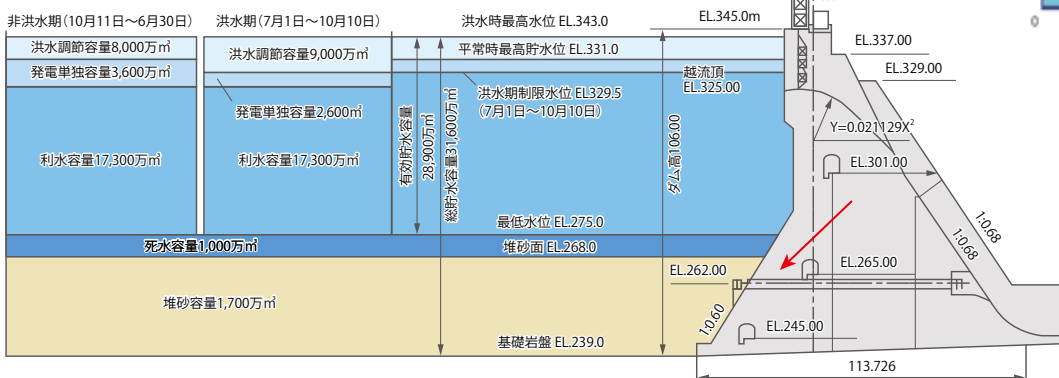 非洪水期(10月11日～6月30日)
洪水期(7月1日～10月10日)
洪水時最高水位 EL.343.0
EL.345.0m
0
洪水調節容量8,000万㎥
洪水調節容量9,000万㎥
平常時最高貯水位 EL.331.0
EL.337.00
EL.329.00
発電単独容量3,600万㎥
発電単独容量2,600㎥
洪水期制限水位 EL329.5
(7月1日～10月10日)
越流頂
EL.325.00
Y=0.021129X²
利水容量17,300万㎥
利水容量17,300万㎥
有効貯水容量
28,900万㎥
総貯水容量31,600万㎥
ダム高106.00
EL.301.00
最低水位 EL.275.0
死水容量1,000万㎥
堆砂面 EL.268.0
1:0.68
1:0.68
EL.262.00
EL.265.00
堆砂容量1,700万㎥
1:0.60
EL.245.00
基礎岩盤 EL.239.0
113.726